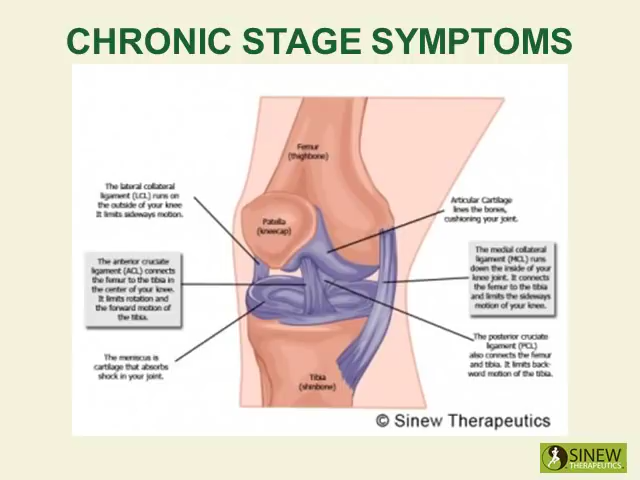 CHRONIC STAGE SYMPTOMS
Femur
(thighbone)
The lateral collateral
ligament (LCL) runs on
the outside of your knee
It limits sideways motion.
Patella
(kneecap)
Articular Cartilage
lines the bones,
cushioning your joint.
The anterior cruciate
ligament (ACL) connects
the femur to the tibia in
the center of your knee.
It limits rotation and
the forward motion of
the tibia.
The medial collateral
ligament (MCL) runs
down the inside of your
knee joint. It connects
the femur to the tibia
and limits the sideways
motion of your knee.
The meniscus is
cartilage that absorbs
shock in your joint.
The posterior cruciate
ligament (PCL)
also connects the femur
and tibia. It limits back-
word motion of the tibia.
Tibia
(shinbone)
© Sinew Therapeutics
SINEW
THERAPEUTICS